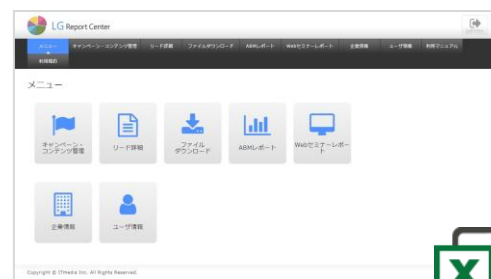 LG Report Center
メニュー キャンペーン・コンテンツ管理 リード詳細 ファイルダウンロード ABMレポート Webセミナーレポート 企業情報 ユーザ情報 利用マニュアル
利用規約
メニュー
キャンペーン・
コンテンツ管理
リード詳細
ファイル
ダウンロード
ABMレポート
Webセミナーレポー
ト
企業情報
ユーザ情報
Copyright © ITmedia Inc. All Rights Reserved.
X